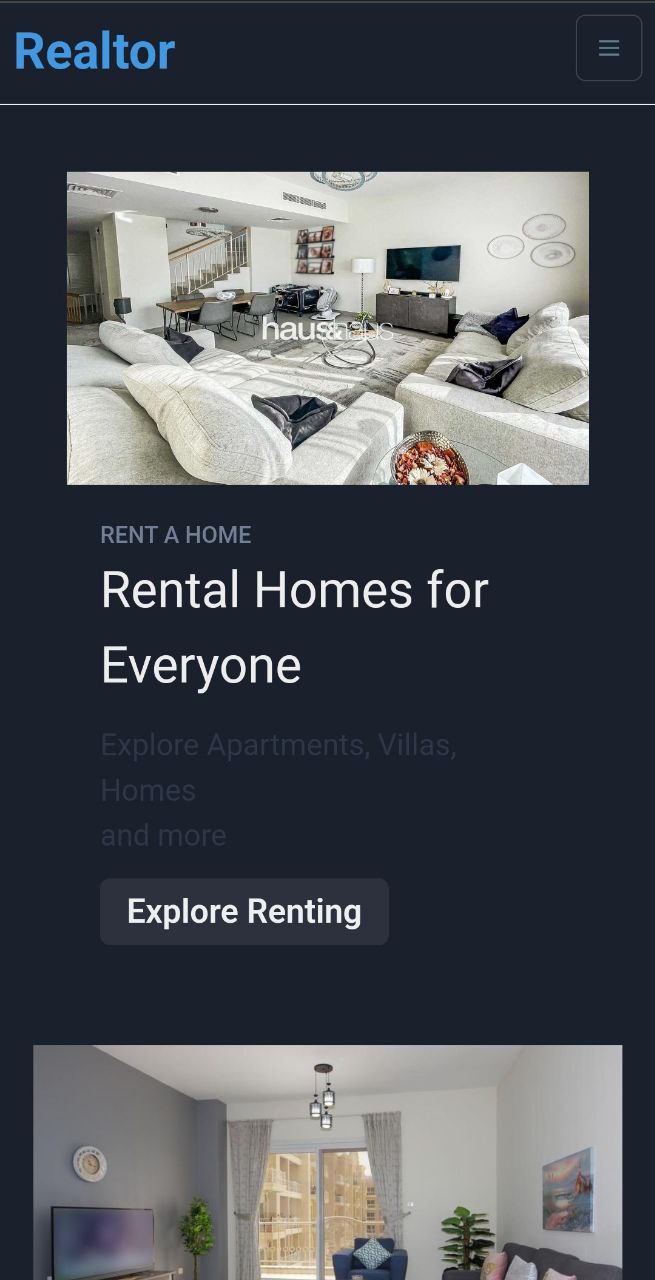 Realtor
haus&haus
RENT A HOME
Rental Homes for
Everyone
Explore Apartments, Villas,
Homes
and more
Explore Renting